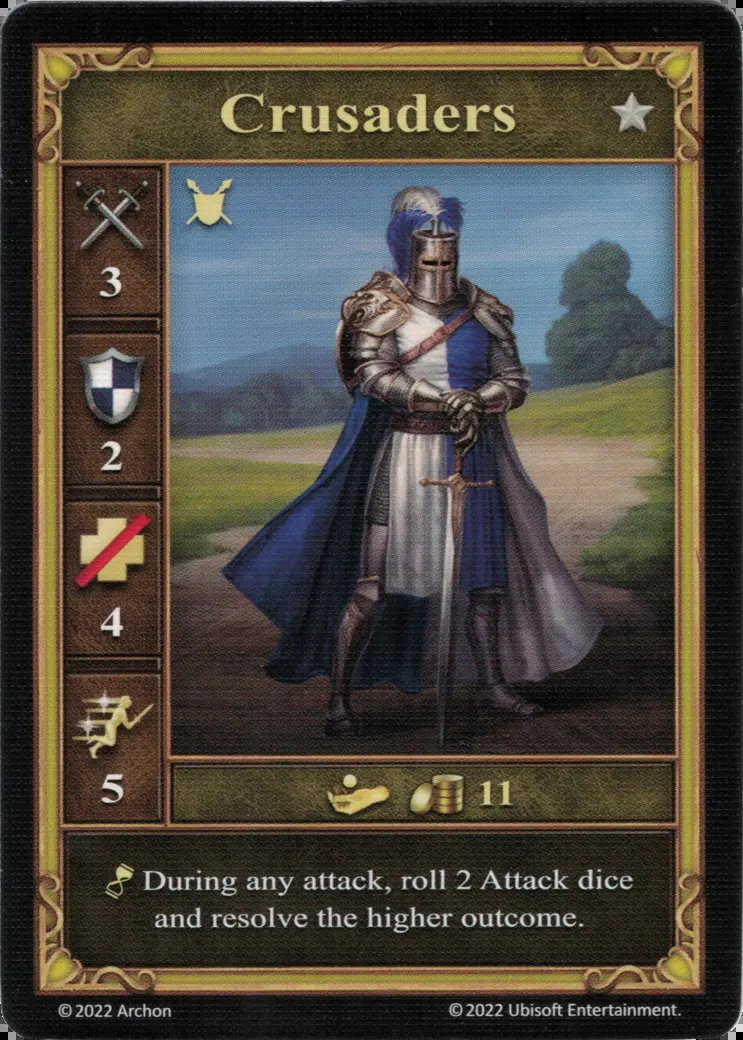 Crusaders
3
2
4
5
11
During any attack, roll 2 Attack dice
and resolve the higher outcome.
© 2022 Archon
© 2022 Ubisoft Entertainment.